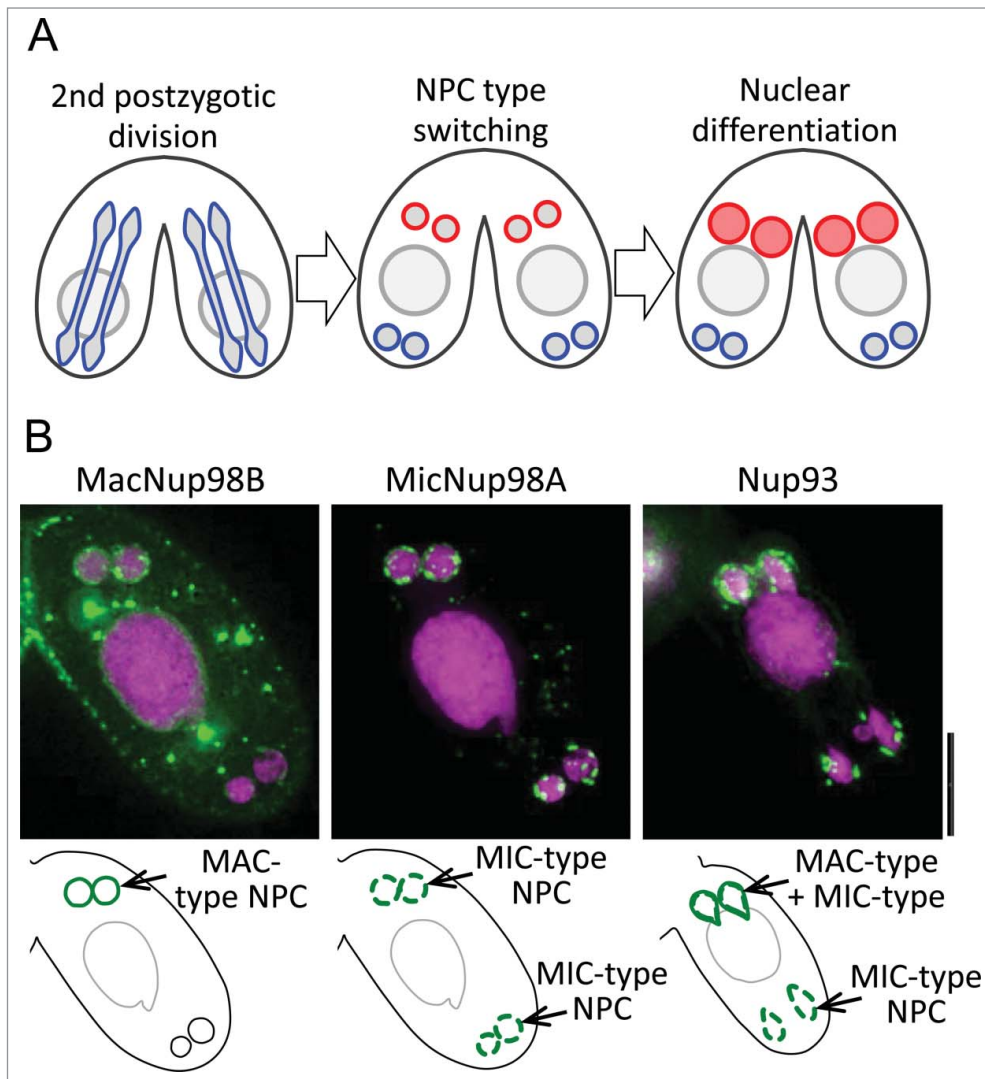 A
2nd postzygotic
division
NPC type
switching
Nuclear
differentiation
B
MacNup98B
MicNup98A
Nup93
MAC-
type NPC
MIC-type
NPC
MIC-type
NPC
MAC-type
+ MIC-type
MIC-type
NPC